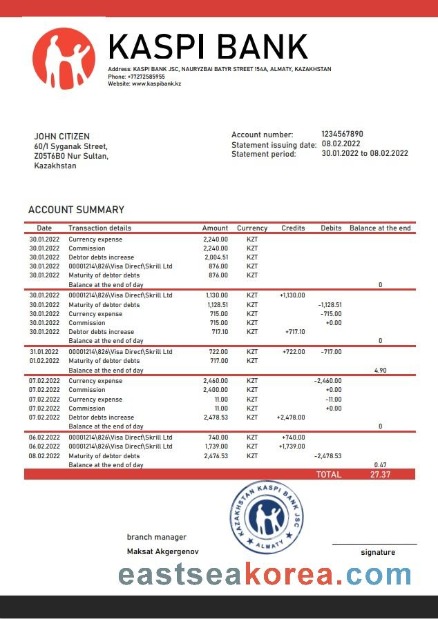 KASPI BANK
Address: KASPI BANK JSC, NAURYZBAI BATYR STREET 154A, ALMATY, KAZAKHSTAN
Phone: +77272585955
Website: www.kaspibank.kz
JOHN CITIZEN
60/1 Syganak Street,
Z05T6B0 Nur Sultan,
Kazakhstan
Account number: 1234567890
Statement issuing date: 08.02.2022
Statement period: 30.01.2022 to 08.02.2022
ACCOUNT SUMMARY
Date Transaction details Amount Currency Credits Debits Balance at the end
30.01.2022 Currency expense 2,240.00 KZT
30.01.2022 Commission 2,240.00 KZT
30.01.2022 Debtor debts increase 2,004.51 KZT
30.01.2022 00001214\826\Visa Direct\Skrill Ltd 876.00 KZT
30.01.2022 Maturity of debtor debts 876.00 KZT
Balance at the end of day 0
30.01.2022 00001214\826\Visa Direct\Skrill Ltd 1,130.00 KZT +1,130.00
30.01.2022 Maturity of debtor debts 1,128.51 KZT -1,128.51
30.01.2022 Currency expense 715.00 KZT -715.00
30.01.2022 Commission 715.00 KZT +0.00
30.01.2022 Debtor debts increase 717.10 KZT +717.10
Balance at the end of day 0
31.01.2022 00001214\826\Visa Direct\Skrill Ltd 722.00 KZT +722.00 -717.00
01.02.2022 Maturity of debtor debts 717.00 KZT
Balance at the end of day 4.90
07.02.2022 Currency expense 2,460.00 KZT -2,460.00
07.02.2022 Commission 2,400.00 KZT +0.00
07.02.2022 Currency expense 11.00 KZT -11.00
07.02.2022 Commission 11.00 KZT +0.00
07.02.2022 Debtor debts increase 2,478.53 KZT +2,478.00
Balance at the end of day 0
06.02.2022 00001214\826\Visa Direct\Skrill Ltd 740.00 KZT +740.00
06.02.2022 00001214\826\Visa Direct\Skrill Ltd 1,739.00 KZT +1,739.00
08.02.2022 Maturity of debtor debts 2,476.53 KZT -2,478.53
Balance at the end of day 0.47
TOTAL 27.37
KAZAKHSTAN KASPI BANK JSC
ALMATY
branch manager
Maksat Akgergenov
signature
eastseakorea.com